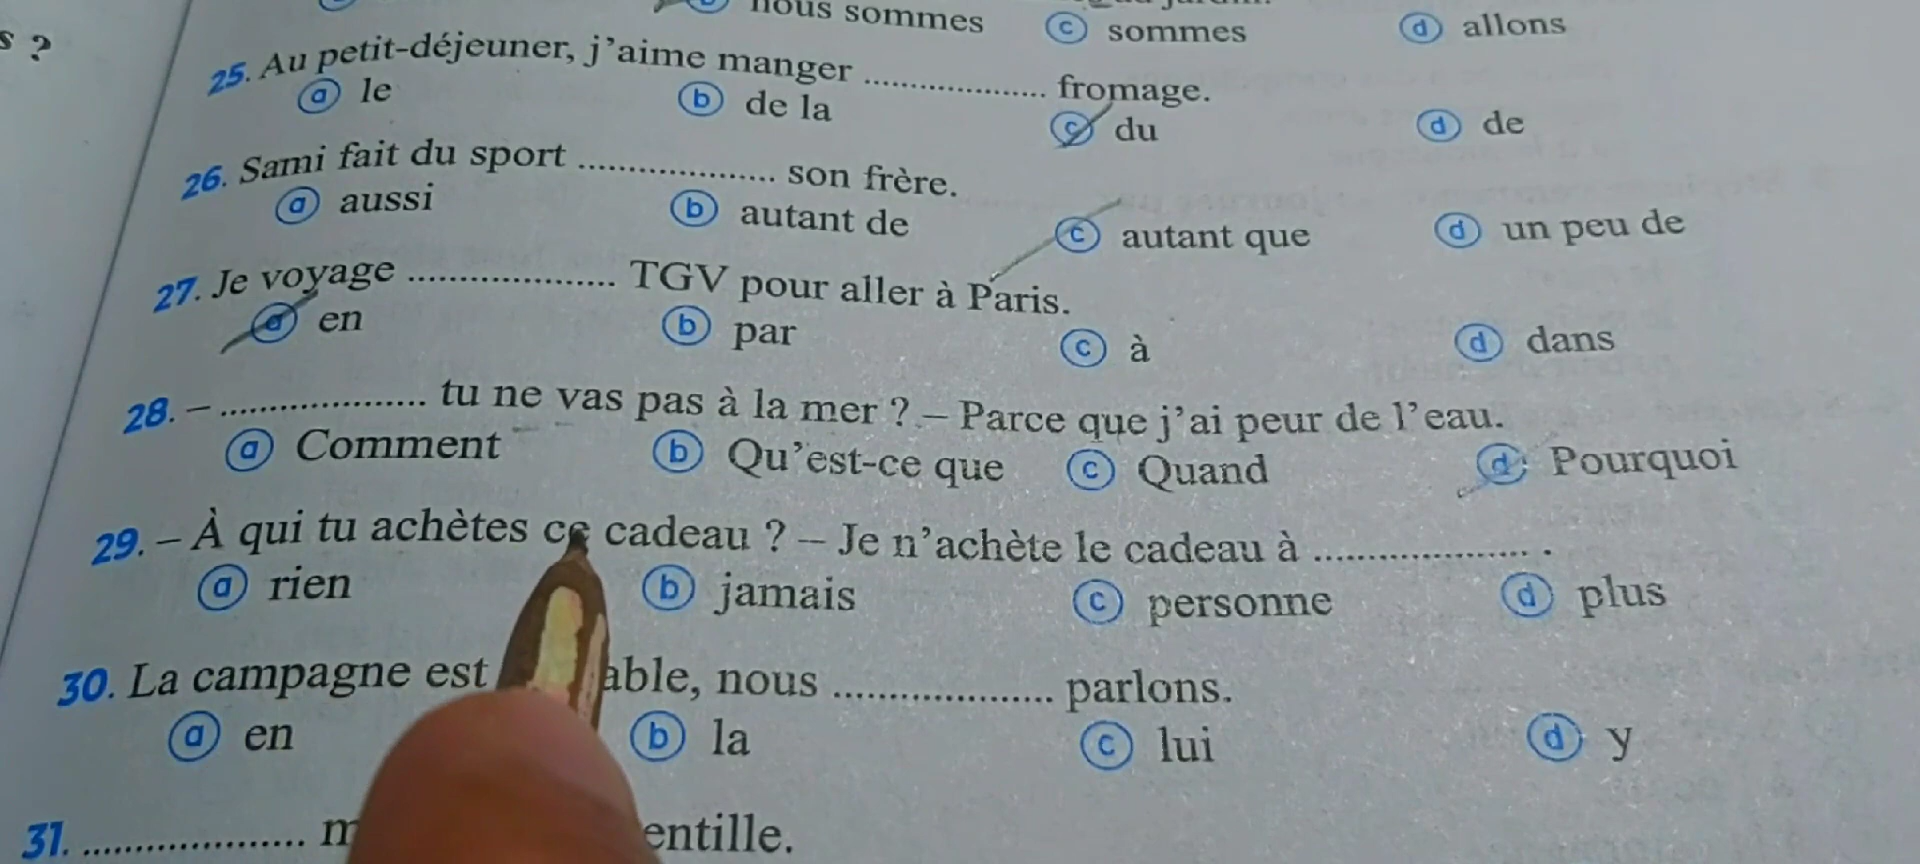 s ?
nous sommes ⓒ sommes ⓓ allons
25. Au petit-déjeuner, j'aime manger .................... fromage.
ⓐ le ⓑ de la ⓒ du ⓓ de
26. Sami fait du sport .................... son frère.
ⓐ aussi ⓑ autant de ⓒ autant que ⓓ un peu de
27. Je voyage .................... TGV pour aller à Paris.
ⓐ en ⓑ par ⓒ à ⓓ dans
28. – .................... tu ne vas pas à la mer ? – Parce que j'ai peur de l'eau.
ⓐ Comment ⓑ Qu'est-ce que ⓒ Quand ⓓ Pourquoi
29. – À qui tu achètes ce cadeau ? – Je n'achète le cadeau à .................... .
ⓐ rien ⓑ jamais ⓒ personne ⓓ plus
30. La campagne est able, nous .................... parlons.
ⓐ en ⓑ la ⓒ lui ⓓ y
31. .................... m entille.